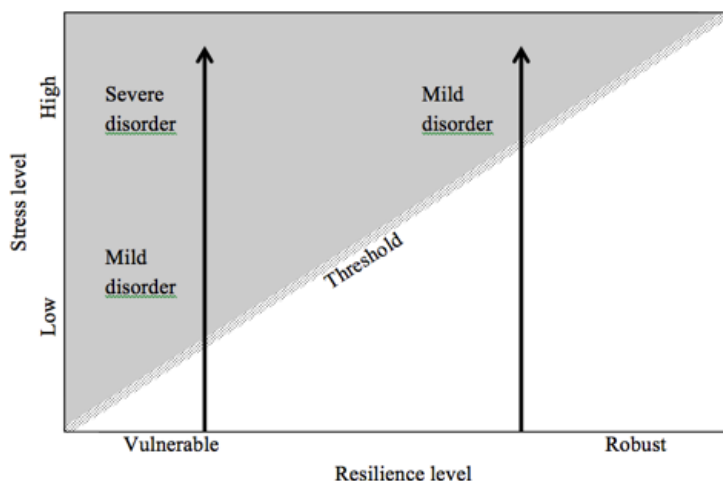 High
Stress level
Low
Severe
disorder
Mild
disorder
Mild
disorder
Threshold
Vulnerable
Robust
Resilience level